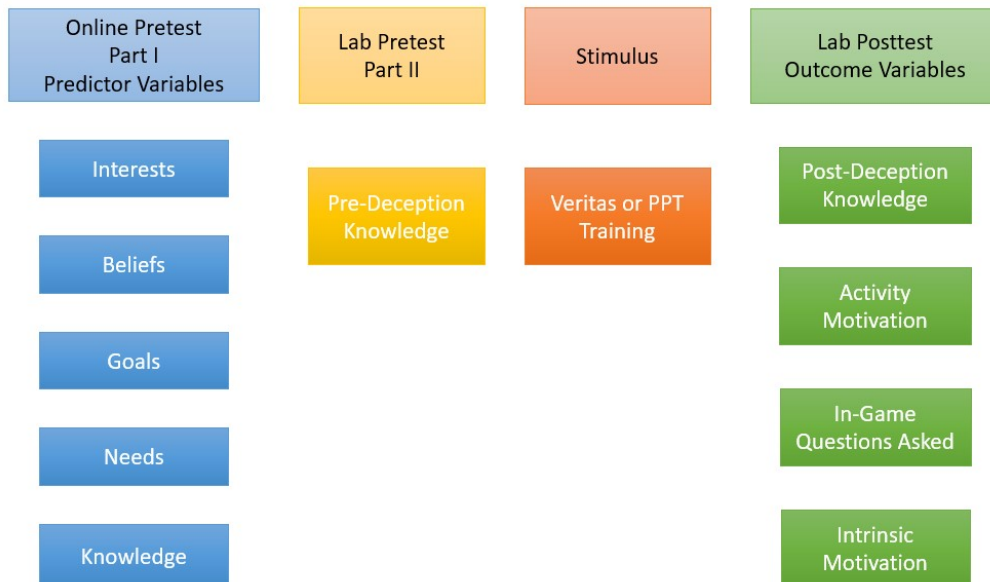 Online Pretest
Part I
Predictor Variables
Interests
Beliefs
Goals
Needs
Knowledge
Lab Pretest
Part II
Pre-Deception
Knowledge
Stimulus
Veritas or PPT
Training
Lab Posttest
Outcome Variables
Post-Deception
Knowledge
Activity
Motivation
In-Game
Questions Asked
Intrinsic
Motivation